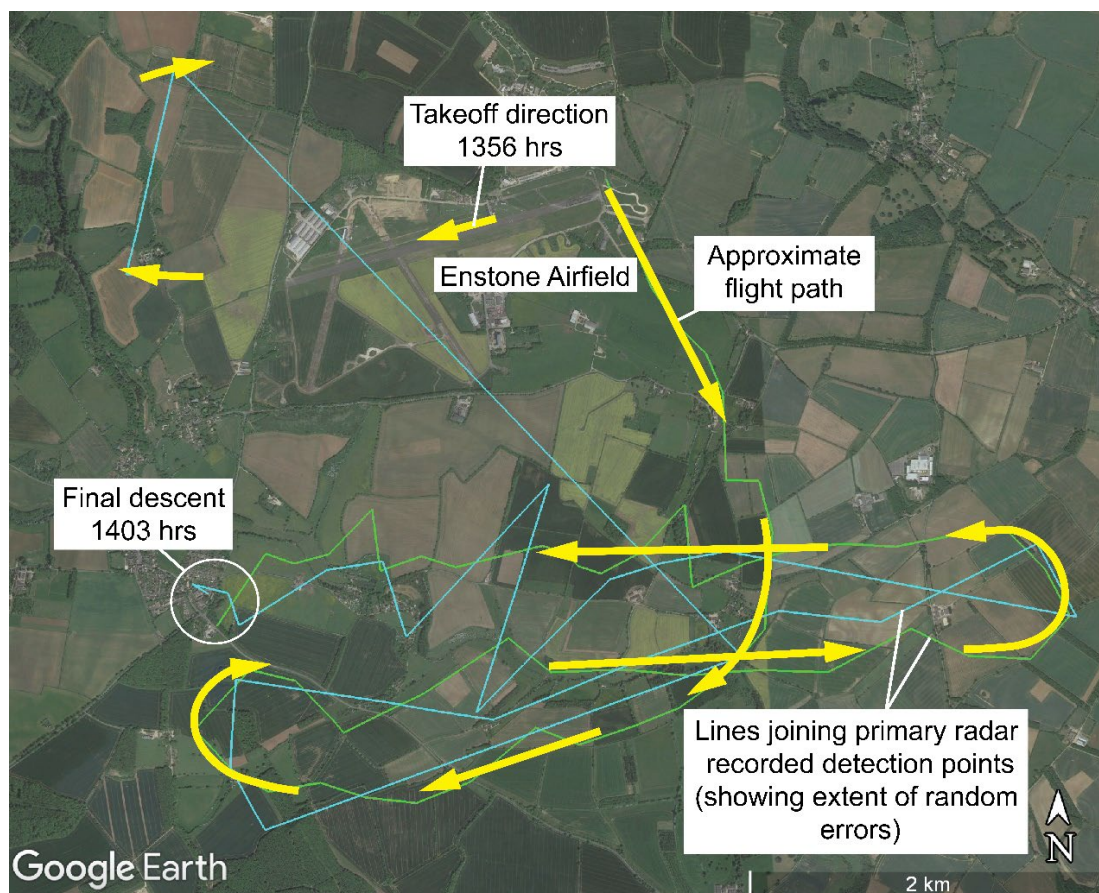 Takeoff direction
1356 hrs
Enstone Airfield
Approximate
flight path
Final descent
1403 hrs
Lines joining primary radar
recorded detection points
(showing extent of random
errors)
N
Google Earth
2 km